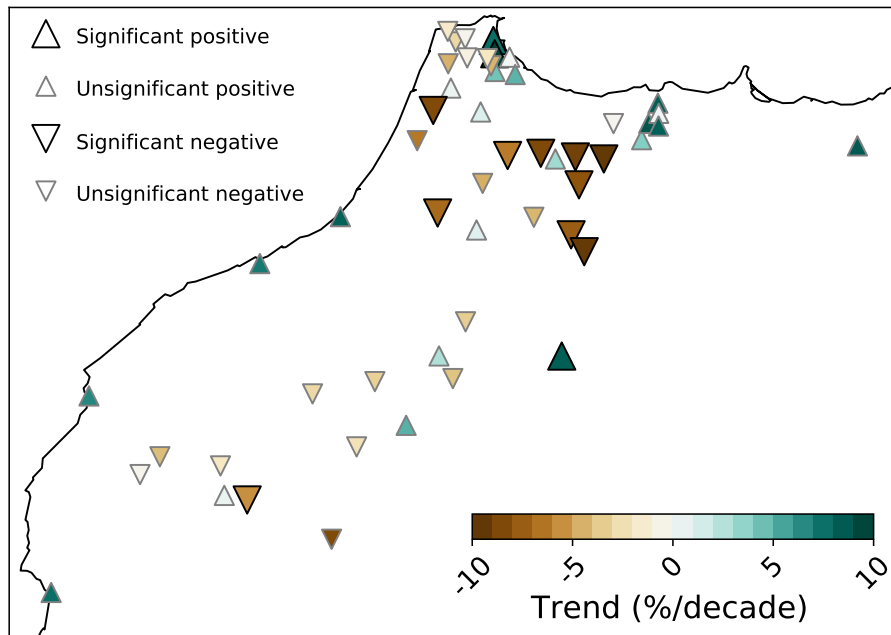 Significant positive
Unsignificant positive
Significant negative
Unsignificant negative
-10 -5 0 5 10
Trend (%/decade)